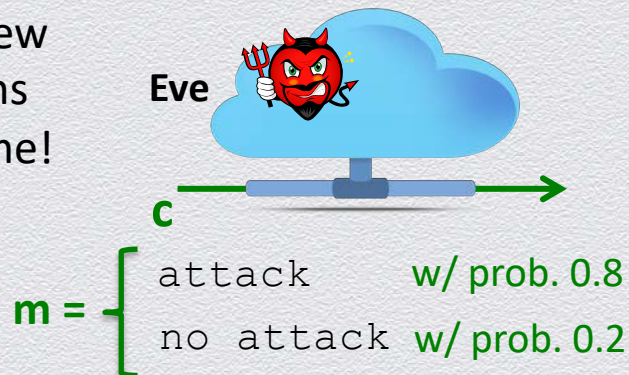 ew
ns
ne!
Eve
c
m =
attack w/ prob. 0.8
no attack w/ prob. 0.2